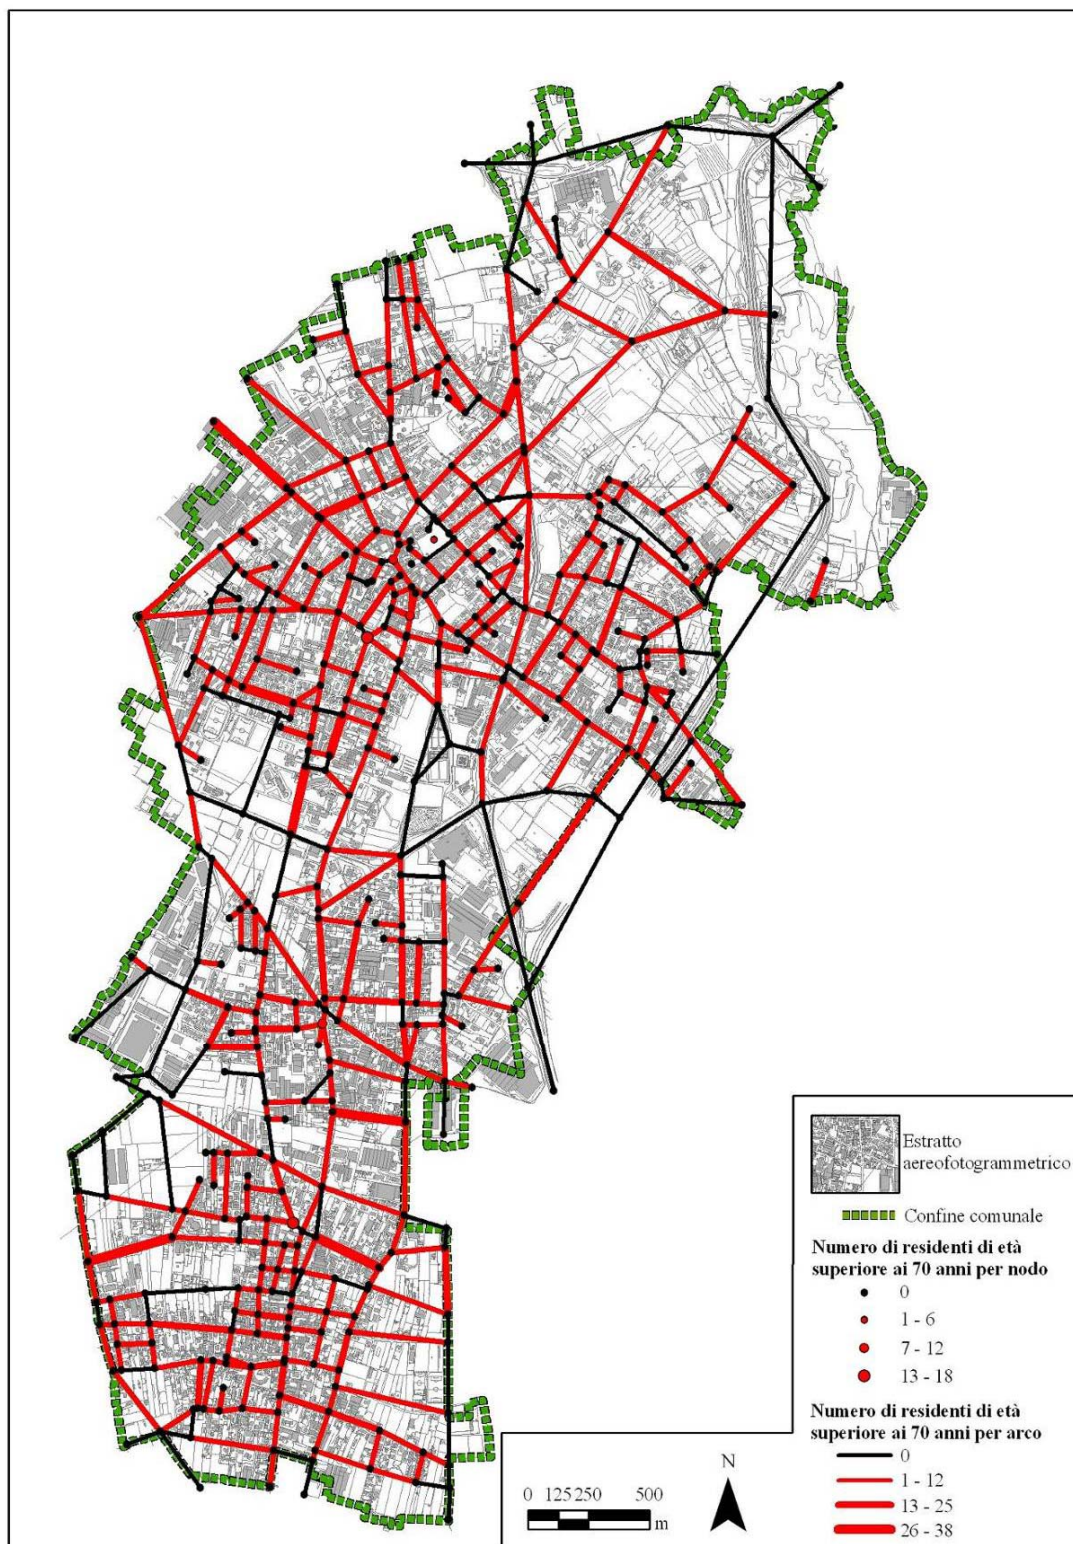 Estratto
aereofotogrammetrico
Confine comunale
Numero di residenti di età
superiore ai 70 anni per nodo
0
1 - 6
7 - 12
13 - 18
Numero di residenti di età
superiore ai 70 anni per arco
0
1 - 12
13 - 25
26 - 38
N
0 125 250 500
m